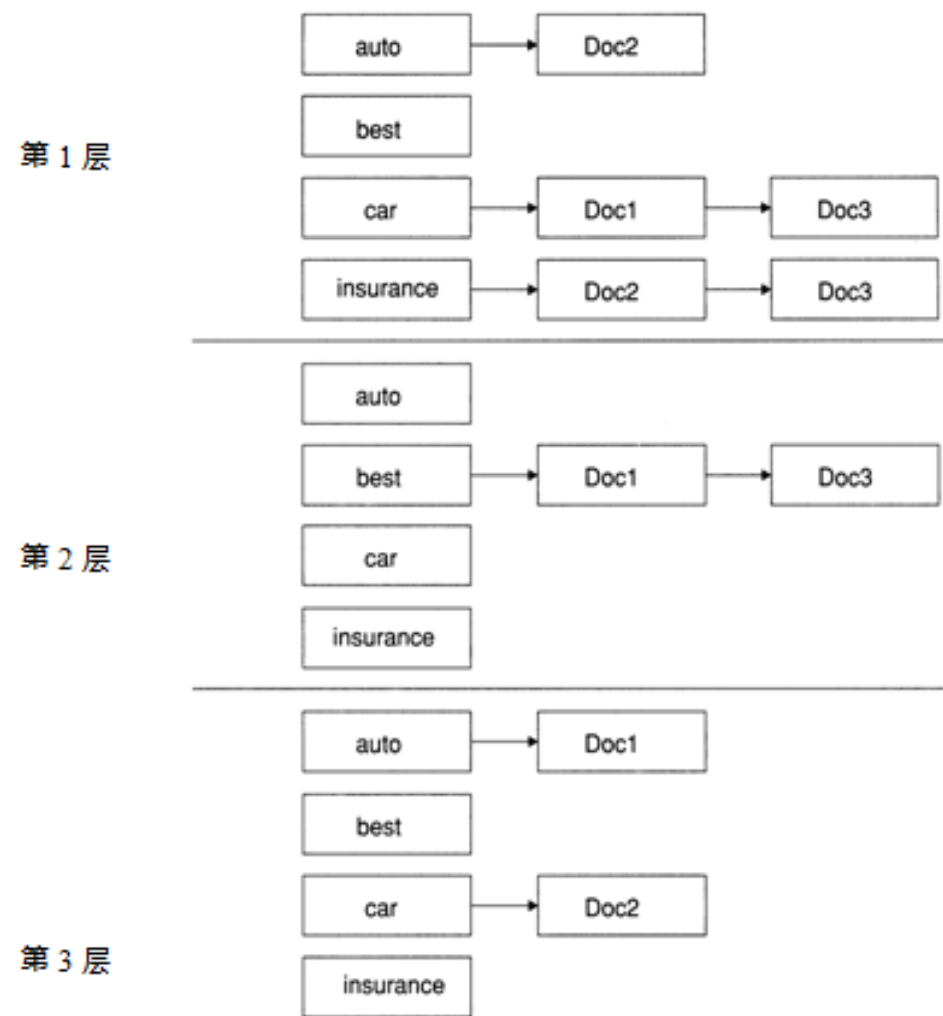 auto Doc2
best
第 1 层
car Doc1 Doc3
insurance Doc2 Doc3
auto
best Doc1 Doc3
第 2 层
car
insurance
auto Doc1
best
car Doc2
第 3 层
insurance